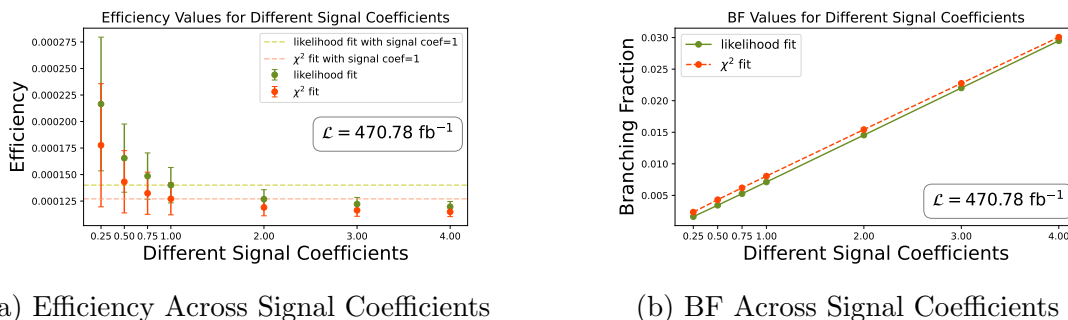 Efficiency Values for Different Signal Coefficients
Efficiency
0.000275
0.000250
0.000225
0.000200
0.000175
0.000150
0.000125
likelihood fit with signal coef=1
χ² fit with signal coef=1
likelihood fit
χ² fit
ℒ = 470.78 fb⁻¹
0.25 0.50 0.75 1.00 2.00 3.00 4.00
Different Signal Coefficients
a) Efficiency Across Signal Coefficients
BF Values for Different Signal Coefficients
Branching Fraction
0.030
0.025
0.020
0.015
0.010
0.005
likelihood fit
χ² fit
ℒ = 470.78 fb⁻¹
0.25 0.50 0.75 1.00 2.00 3.00 4.00
Different Signal Coefficients
(b) BF Across Signal Coefficients